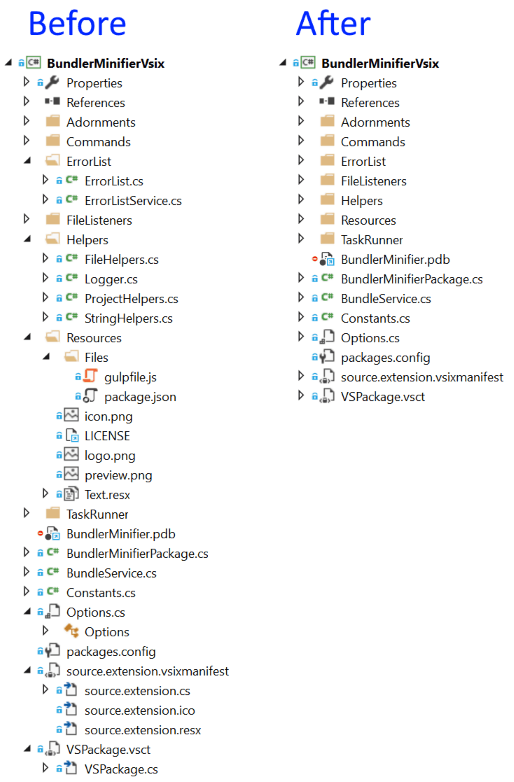 Before
BundlerMinifierVsix
Properties
References
Adornments
Commands
ErrorList
ErrorList.cs
ErrorListService.cs
FileListeners
Helpers
FileHelpers.cs
Logger.cs
ProjectHelpers.cs
StringHelpers.cs
Resources
Files
gulpfile.js
package.json
icon.png
LICENSE
logo.png
preview.png
Text.resx
TaskRunner
BundlerMinifier.pdb
BundlerMinifierPackage.cs
BundleService.cs
Constants.cs
Options.cs
Options
packages.config
source.extension.vsixmanifest
source.extension.cs
source.extension.ico
source.extension.resx
VSPackage.vsct
VSPackage.cs
After
BundlerMinifierVsix
Properties
References
Adornments
Commands
ErrorList
FileListeners
Helpers
Resources
TaskRunner
BundlerMinifier.pdb
BundlerMinifierPackage.cs
BundleService.cs
Constants.cs
Options.cs
packages.config
source.extension.vsixmanifest
VSPackage.vsct